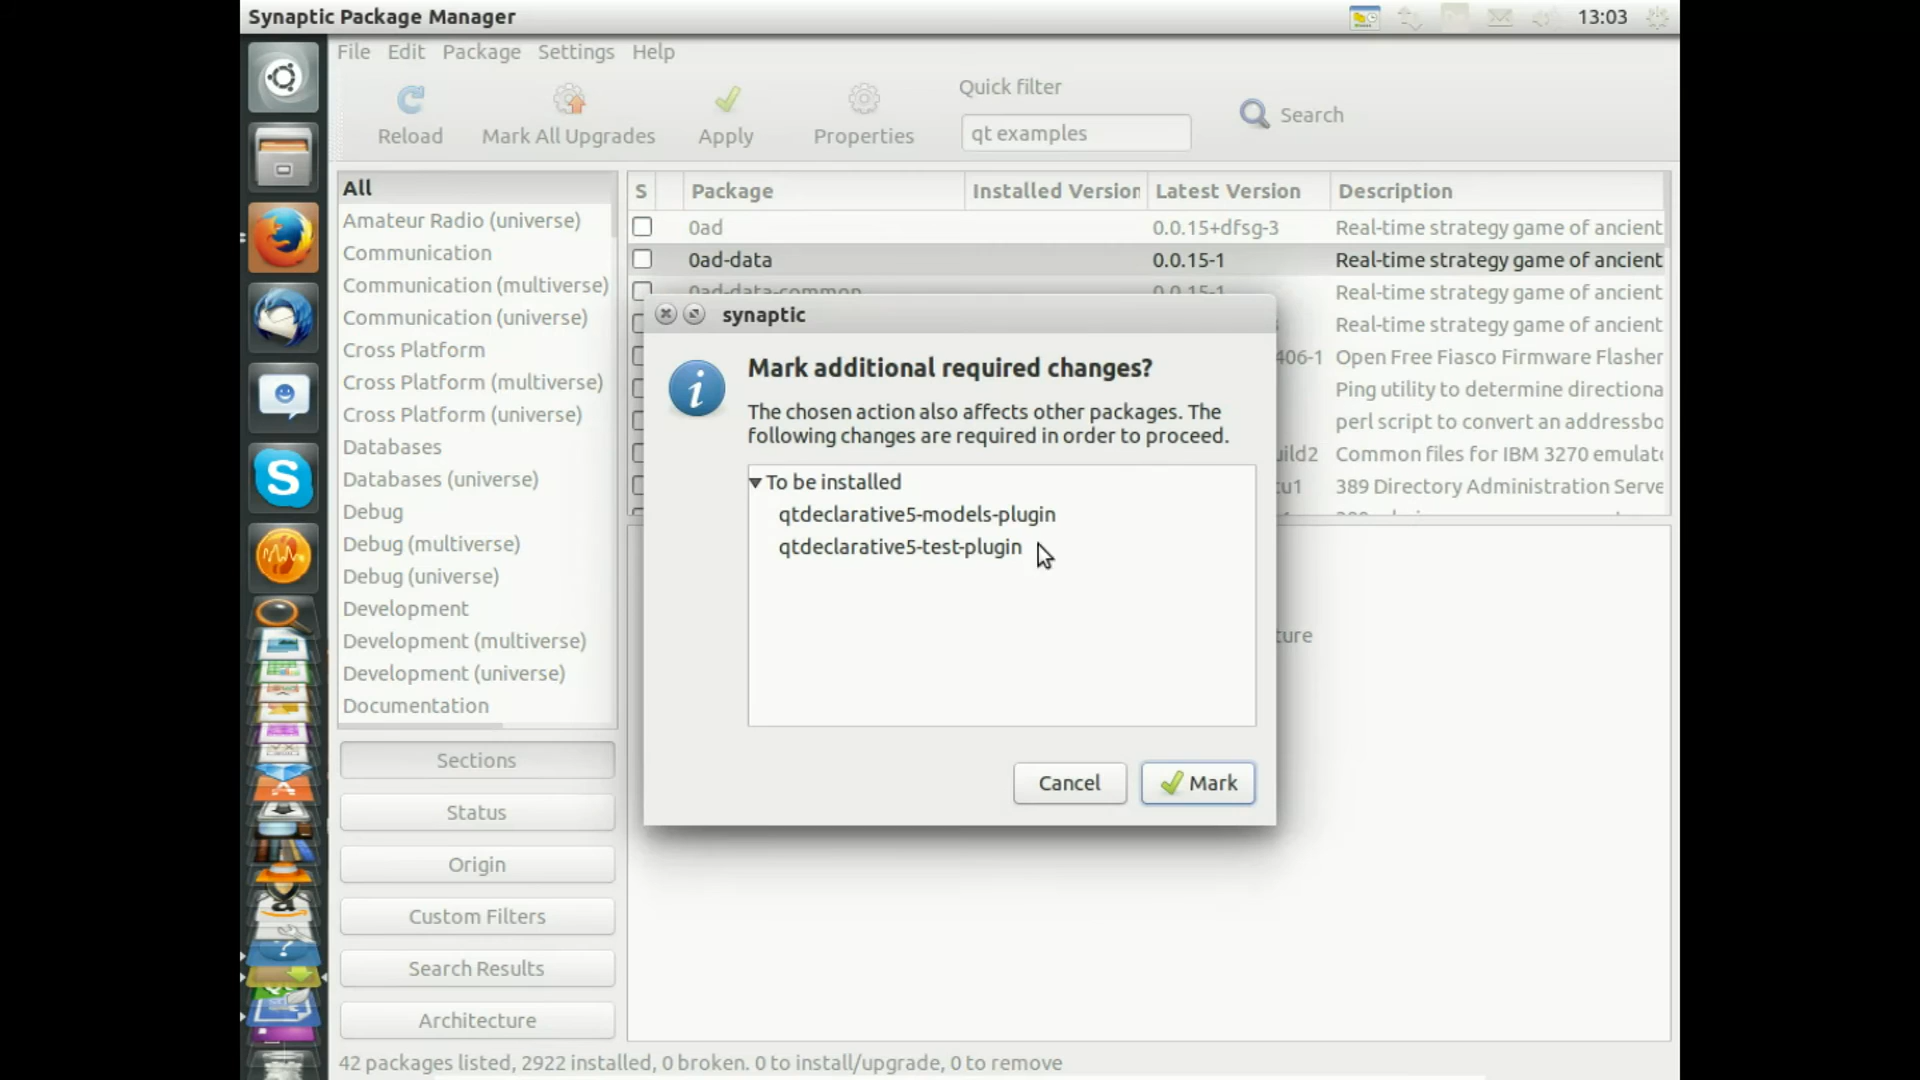 Synaptic Package Manager
13:03
File Edit Package Settings Help
Reload
Mark All Upgrades
Apply
Properties
Quick filter
qt examples
Search
All
Amateur Radio (universe)
Communication
Communication (multiverse)
Communication (universe)
Cross Platform
Cross Platform (multiverse)
Cross Platform (universe)
Databases
Databases (universe)
Debug
Debug (multiverse)
Debug (universe)
Development
Development (multiverse)
Development (universe)
Documentation
Sections
Status
Origin
Custom Filters
Search Results
Architecture
S Package Installed Version Latest Version Description
0ad 0.0.15+dfsg-3 Real-time strategy game of ancient
0ad-data 0.0.15-1 Real-time strategy game of ancient
0ad-data-common 0.0.15-1 Real-time strategy game of ancient
Real-time strategy game of ancient
406-1 Open Free Fiasco Firmware Flasher
Ping utility to determine directiona
perl script to convert an addressbo
uild2 Common files for IBM 3270 emulato
cu1 389 Directory Administration Serve
ture
synaptic
Mark additional required changes?
The chosen action also affects other packages. The
following changes are required in order to proceed.
To be installed
qtdeclarative5-models-plugin
qtdeclarative5-test-plugin
Cancel
Mark
42 packages listed, 2922 installed, 0 broken. 0 to install/upgrade, 0 to remove